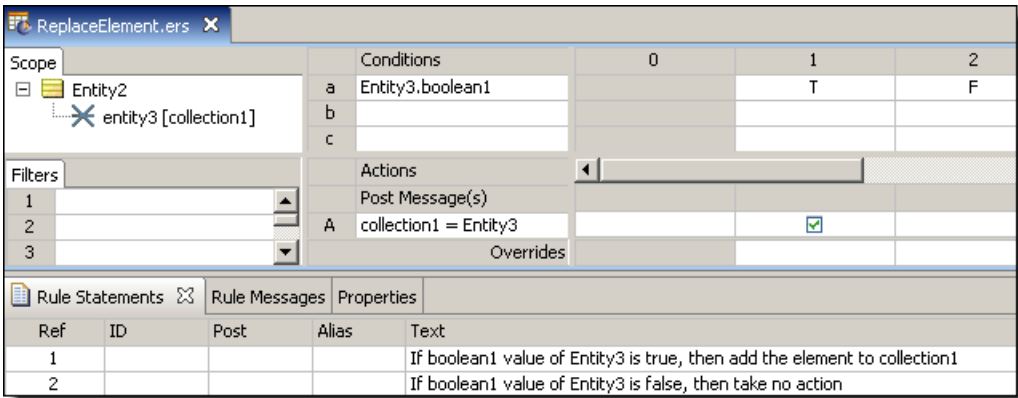 ReplaceElement.ers
Scope
Entity2
entity3 [collection1]
Filters
1
2
3
Conditions 0 1 2
a Entity3.boolean1 T F
b
c
Actions
Post Message(s)
A collection1 = Entity3
Overrides
Rule Statements Rule Messages Properties
Ref ID Post Alias Text
1 If boolean1 value of Entity3 is true, then add the element to collection1
2 If boolean1 value of Entity3 is false, then take no action